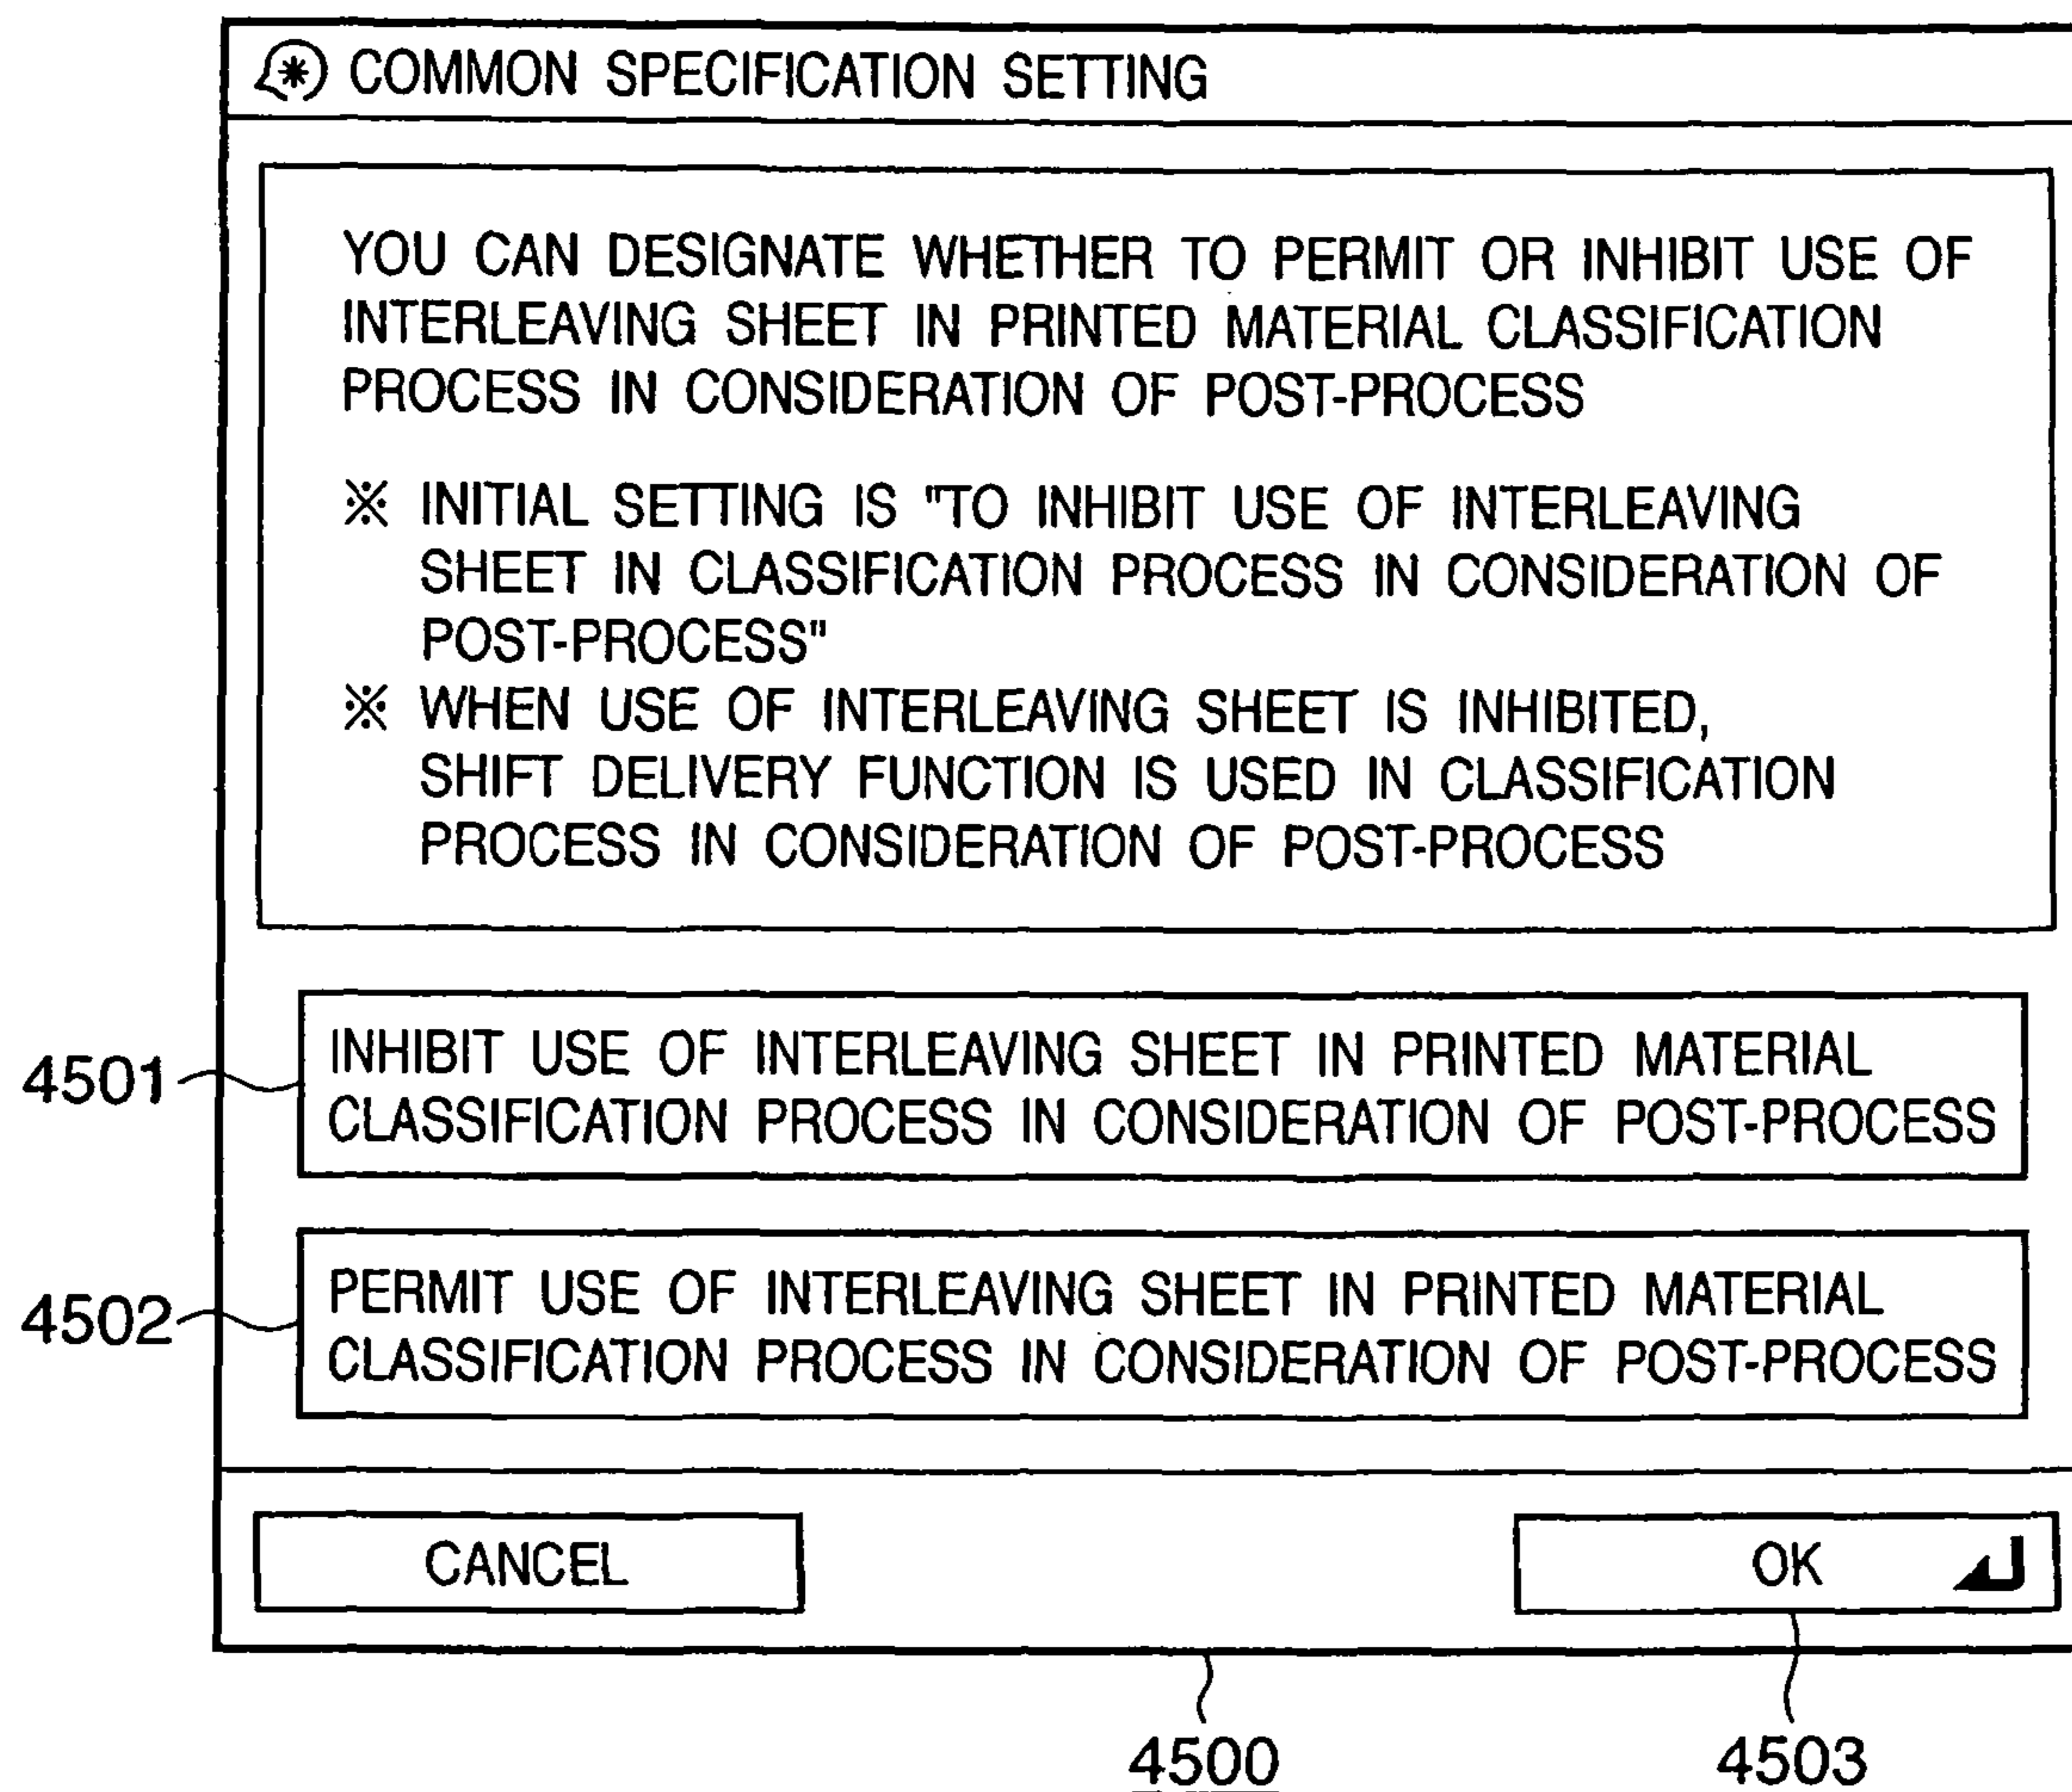 COMMON SPECIFICATION SETTING
YOU CAN DESIGNATE WHETHER TO PERMIT OR INHIBIT USE OF
INTERLEAVING SHEET IN PRINTED MATERIAL CLASSIFICATION
PROCESS IN CONSIDERATION OF POST-PROCESS
※ INITIAL SETTING IS "TO INHIBIT USE OF INTERLEAVING
SHEET IN CLASSIFICATION PROCESS IN CONSIDERATION OF
POST-PROCESS"
※ WHEN USE OF INTERLEAVING SHEET IS INHIBITED,
SHIFT DELIVERY FUNCTION IS USED IN CLASSIFICATION
PROCESS IN CONSIDERATION OF POST-PROCESS
4501
INHIBIT USE OF INTERLEAVING SHEET IN PRINTED MATERIAL
CLASSIFICATION PROCESS IN CONSIDERATION OF POST-PROCESS
4502
PERMIT USE OF INTERLEAVING SHEET IN PRINTED MATERIAL
CLASSIFICATION PROCESS IN CONSIDERATION OF POST-PROCESS
CANCEL
OK
4500
4503